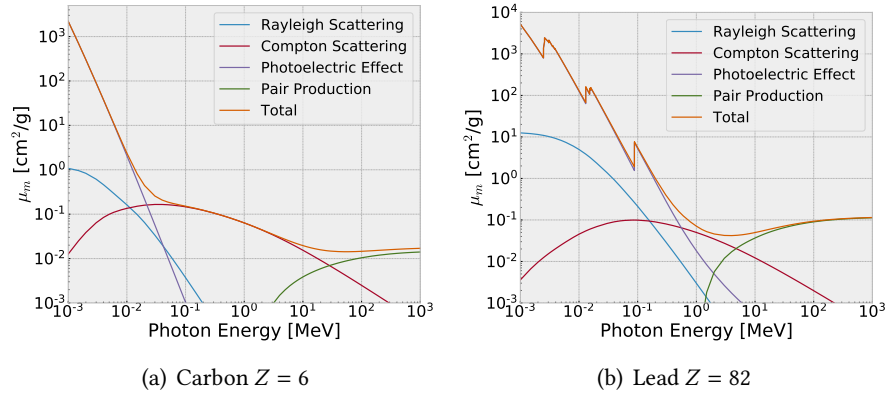 10³
10²
10¹
10⁰
10⁻¹
10⁻²
10⁻³
μₘ [cm²/g]
Rayleigh Scattering
Compton Scattering
Photoelectric Effect
Pair Production
Total
10⁻³ 10⁻² 10⁻¹ 10⁰ 10¹ 10² 10³
Photon Energy [MeV]
(a) Carbon Z = 6
10⁴
10³
10²
10¹
10⁰
10⁻¹
10⁻²
10⁻³
μₘ [cm²/g]
Rayleigh Scattering
Compton Scattering
Photoelectric Effect
Pair Production
Total
10⁻³ 10⁻² 10⁻¹ 10⁰ 10¹ 10² 10³
Photon Energy [MeV]
(b) Lead Z = 82